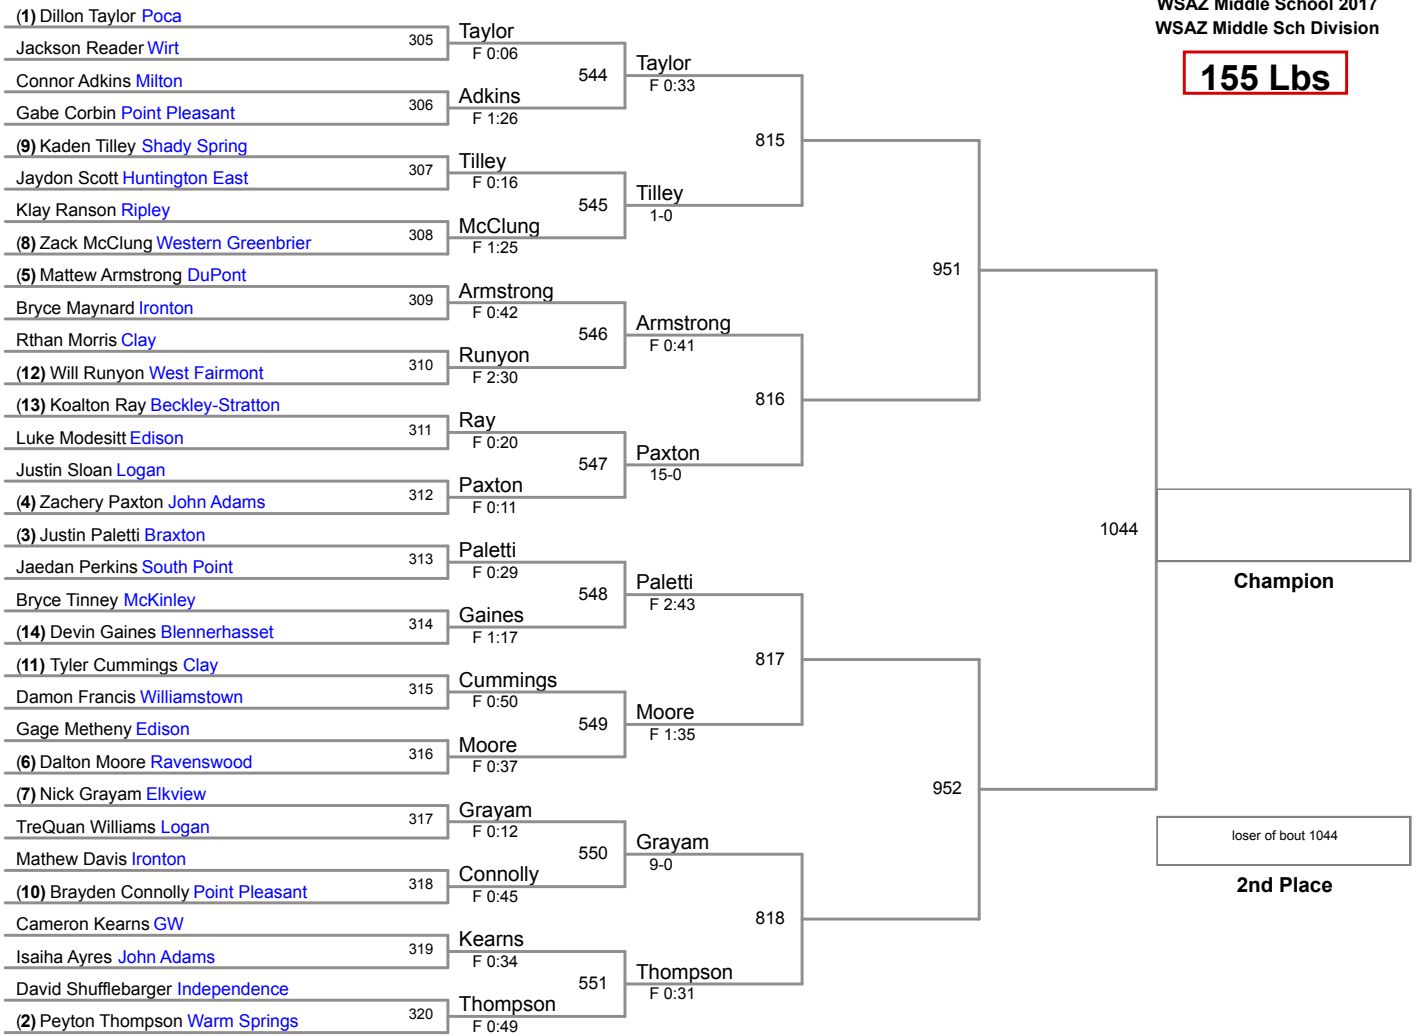 WSAZ Middle School 2017
WSAZ Middle Sch Division
155 Lbs
(1) Dillon Taylor Poca
Jackson Reader Wirt
Connor Adkins Milton
Gabe Corbin Point Pleasant
(9) Kaden Tilley Shady Spring
Jaydon Scott Huntington East
Klay Ranson Ripley
(8) Zack McClung Western Greenbrier
(5) Mattew Armstrong DuPont
Bryce Maynard Ironton
Rthan Morris Clay
(12) Will Runyon West Fairmont
(13) Koalton Ray Beckley-Stratton
Luke Modesitt Edison
Justin Sloan Logan
(4) Zachery Paxton John Adams
(3) Justin Paletti Braxton
Jaedan Perkins South Point
Bryce Tinney McKinley
(14) Devin Gaines Blennerhasset
(11) Tyler Cummings Clay
Damon Francis Williamstown
Gage Metheny Edison
(6) Dalton Moore Ravenswood
(7) Nick Grayam Elkview
TreQuan Williams Logan
Mathew Davis Ironton
(10) Brayden Connolly Point Pleasant
Cameron Kearns GW
Isaiha Ayres John Adams
David Shufflebarger Independence
(2) Peyton Thompson Warm Springs
305
306
307
308
309
310
311
312
313
314
315
316
317
318
319
320
Taylor
F 0:06
Adkins
F 1:26
Tilley
F 0:16
McClung
F 1:25
Armstrong
F 0:42
Runyon
F 2:30
Ray
F 0:20
Paxton
F 0:11
Paletti
F 0:29
Gaines
F 1:17
Cummings
F 0:50
Moore
F 0:37
Grayam
F 0:12
Connolly
F 0:45
Kearns
F 0:34
Thompson
F 0:49
544
545
546
547
548
549
550
551
Taylor
F 0:33
Tilley
1-0
Armstrong
F 0:41
Paxton
15-0
Paletti
F 2:43
Moore
F 1:35
Grayam
9-0
Thompson
F 0:31
815
816
817
818
951
952
1044
Champion
loser of bout 1044
2nd Place